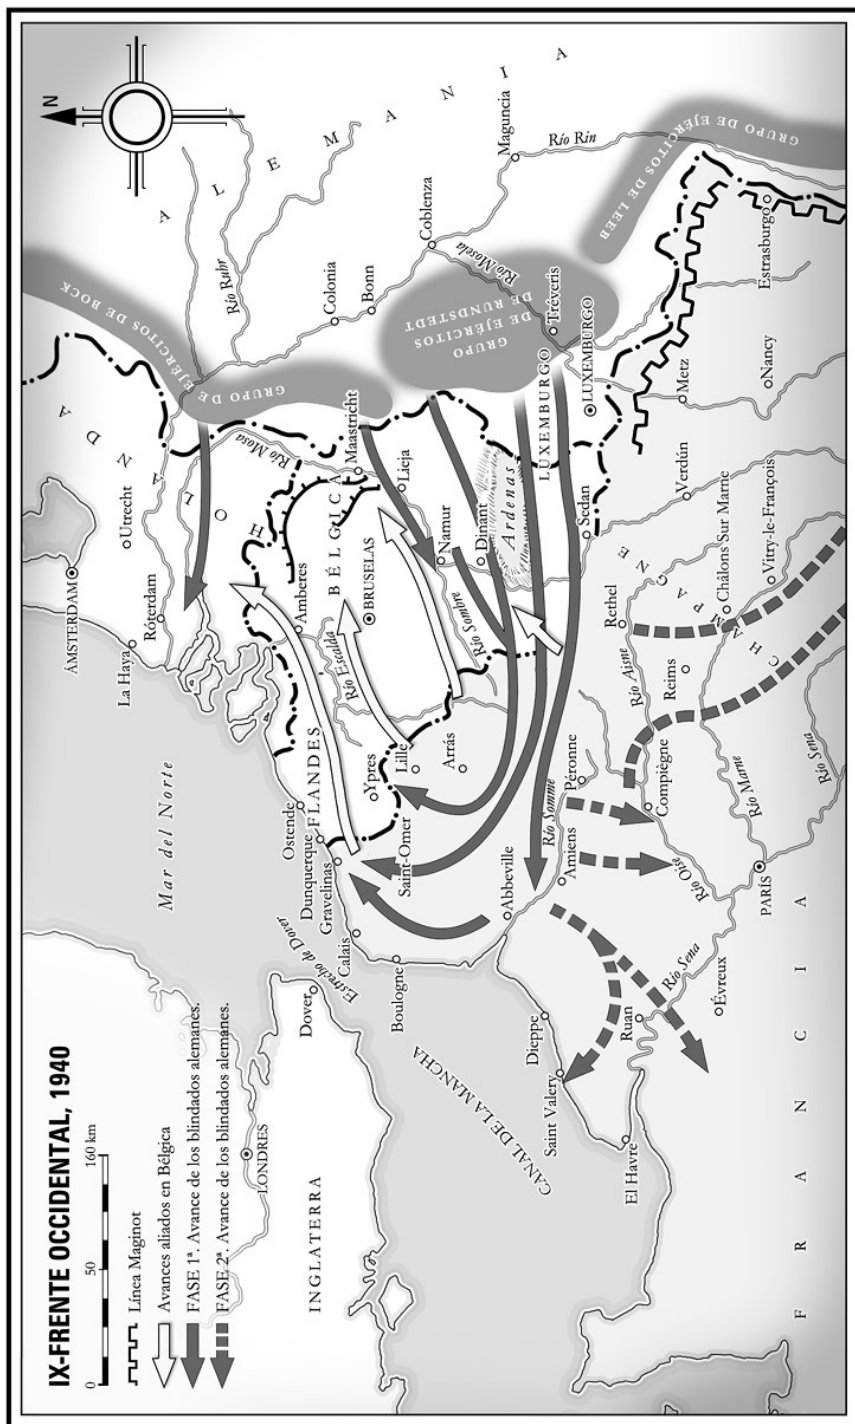 IX-FRENTE OCCIDENTAL, 1940
0 50 160 km
Línea Maginot
Avances aliados en Bélgica
FASE 1ª. Avance de los blindados alemanes.
FASE 2ª. Avance de los blindados alemanes.
N
Mar del Norte
AMSTERDAM
Utrecht
La Haya
Róterdam
HOLANDA
Río Mosa
GRUPO DE EJÉRCITOS DE BOCK
GRUPO
ALEMANIA
Río Ruhr
Colonia
Bonn
Coblenza
Maguncia
Río Rin
Río Mosela
GRUPO
DE EJÉRCITOS
DE RUNDSTEDT
Tréveris
GRUPO DE EJÉRCITOS DE LEEB
LUXEMBURGO
LUXEMBURGO
Maastricht
Lieja
BÉLGICA
Amberes
BRUSELAS
Río Escalda
Namur
Dinant
Ardenas
Río Sombre
FLANDES
Ostende
Dunquerque
Gravelinas
Calais
Estrecho de Dover
Dover
Boulogne
Ypres
Lille
Saint-Omer
Arrás
LONDRES
INGLATERRA
CANAL DE LA MANCHA
Abbeville
Río Somme
Amiens
Péronne
Sedan
Verdún
Metz
Nancy
Estrasburgo
Rethel
Río Aisne
Reims
CHAMPAGNE
Châlons Sur Marne
Vitry-le-François
Compiègne
Río Oise
Río Marne
Río Sena
PARÍS
Río Sena
Évreux
Ruan
Dieppe
Saint Valery
El Havre
FRANCIA